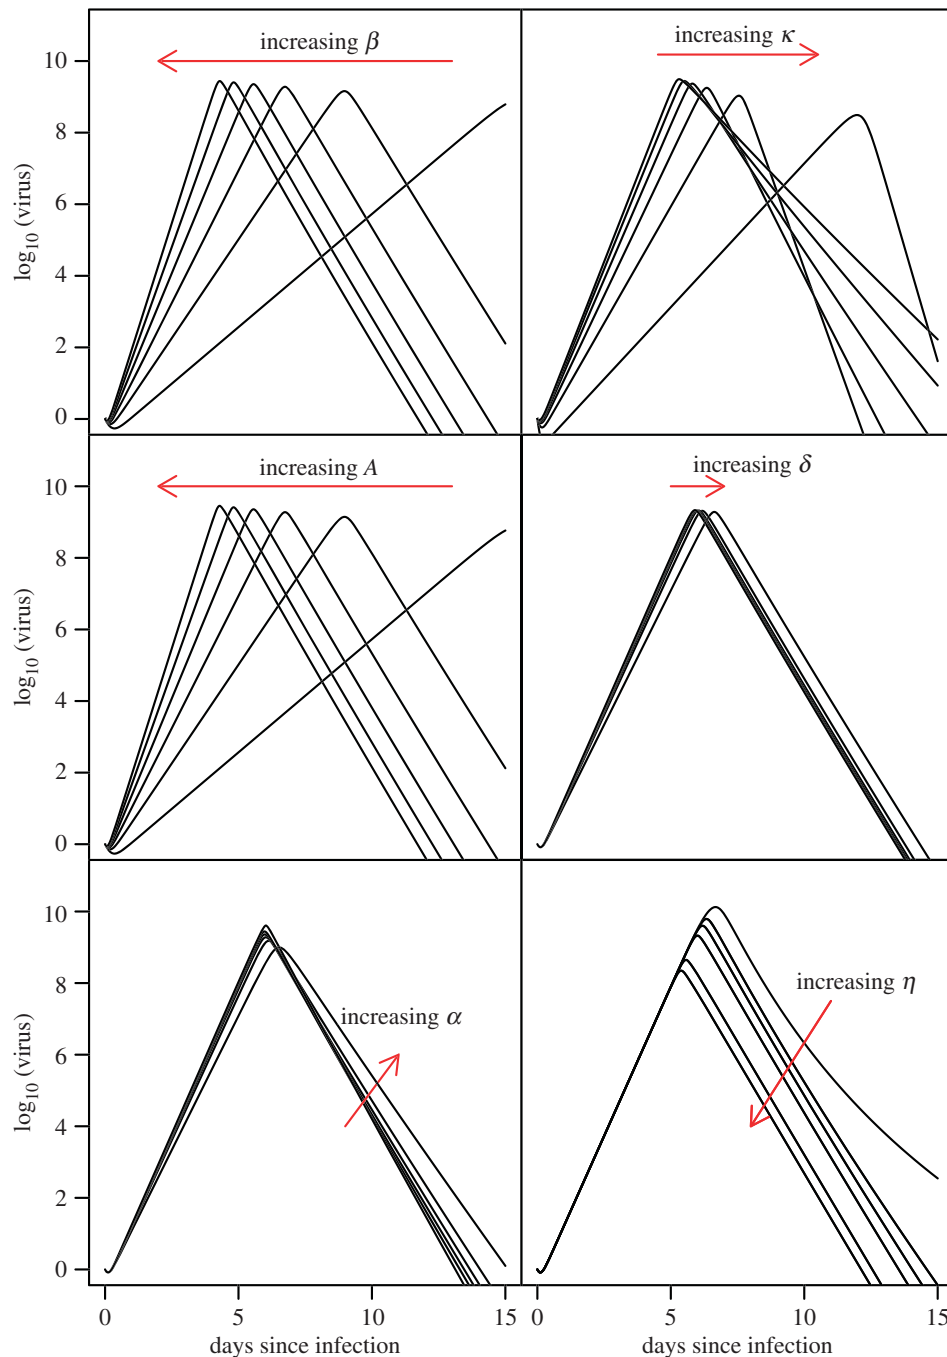 increasing β
increasing κ
10
8
6
4
2
0
log10 (virus)
increasing A
increasing δ
10
8
6
4
2
0
log10 (virus)
increasing α
increasing η
10
8
6
4
2
0
log10 (virus)
0 5 10 15
0 5 10 15
days since infection
days since infection